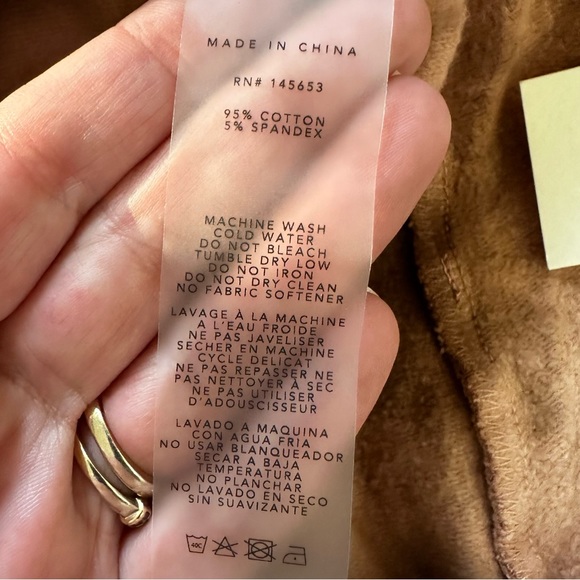 MADE IN CHINA
RN# 145653
95% COTTON
5% SPANDEX
MACHINE WASH
COLD WATER
DO NOT BLEACH
TUMBLE DRY LOW
DO NOT IRON
DO NOT DRY CLEAN
NO FABRIC SOFTENER
LAVAGE À LA MACHINE
A L'EAU FROIDE
NE PAS JAVELISER
SECHER EN MACHINE
CYCLE DELICAT
NE PAS REPASSER NE
PAS NETTOYER À SEC
NE PAS UTILISER
D'ADOUSCISSEUR
LAVADO A MAQUINA
CON AGUA FRIA
NO USAR BLANQUEADOR
SECAR A BAJA
TEMPERATURA
NO PLANCHAR
NO LAVADO EN SECO
SIN SUAVIZANTE
40C